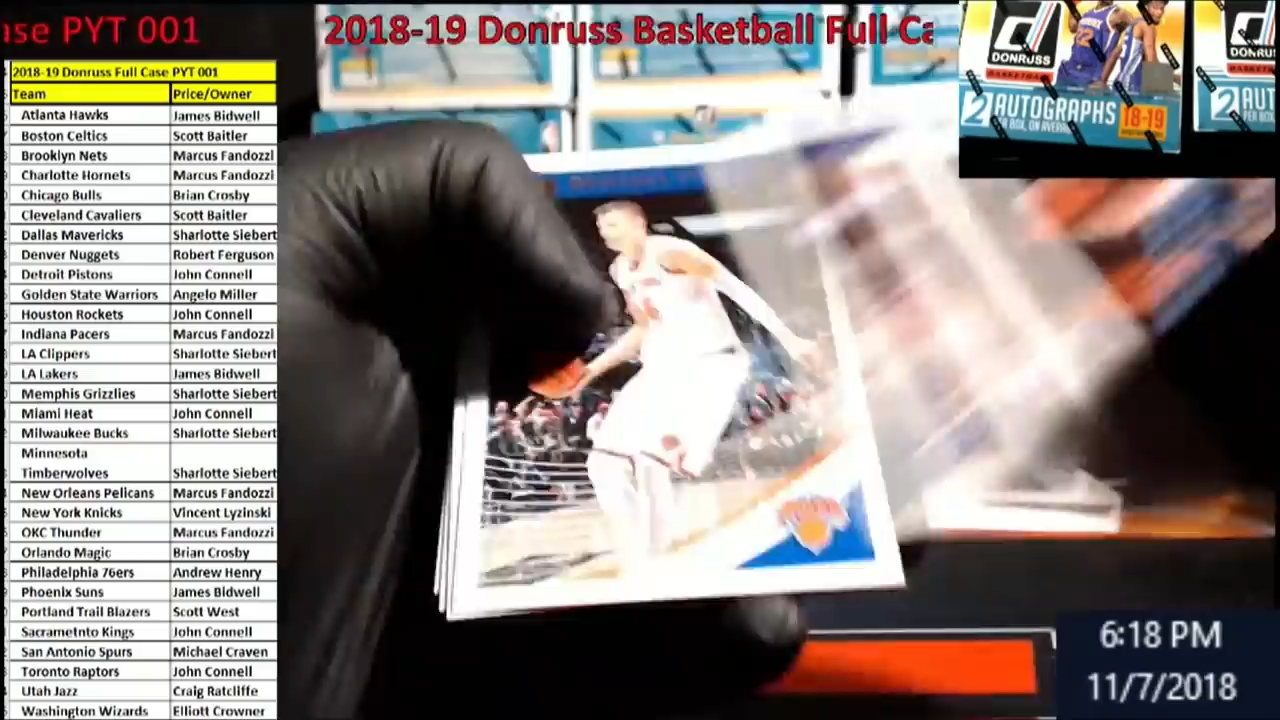 ase PYT 001
2018-19 Donruss Basketball Full Ca
2018-19 Donruss Full Case PYT 001
Team Price/Owner
Atlanta Hawks James Bidwell
Boston Celtics Scott Baitler
Brooklyn Nets Marcus Fandozzi
Charlotte Hornets Marcus Fandozzi
Chicago Bulls Brian Crosby
Cleveland Cavaliers Scott Baitler
Dallas Mavericks Sharlotte Siebert
Denver Nuggets Robert Ferguson
Detroit Pistons John Connell
Golden State Warriors Angelo Miller
Houston Rockets John Connell
Indiana Pacers Marcus Fandozzi
LA Clippers Sharlotte Siebert
LA Lakers James Bidwell
Memphis Grizzlies Sharlotte Siebert
Miami Heat John Connell
Milwaukee Bucks Sharlotte Siebert
Minnesota
Timberwolves Sharlotte Siebert
New Orleans Pelicans Marcus Fandozzi
New York Knicks Vincent Lyzinski
OKC Thunder Marcus Fandozzi
Orlando Magic Brian Crosby
Philadelphia 76ers Andrew Henry
Phoenix Suns James Bidwell
Portland Trail Blazers Scott West
Sacrametnto Kings John Connell
San Antonio Spurs Michael Craven
Toronto Raptors John Connell
Utah Jazz Craig Ratcliffe
Washington Wizards Elliott Crowner
DONRUSS
BASKETBALL
2 AUTOGRAPHS
PER BOX, ON AVERAGE
18-19
DONRUS
BASKETB
2 AUT
PER BOX, ON
6:18 PM
11/7/2018